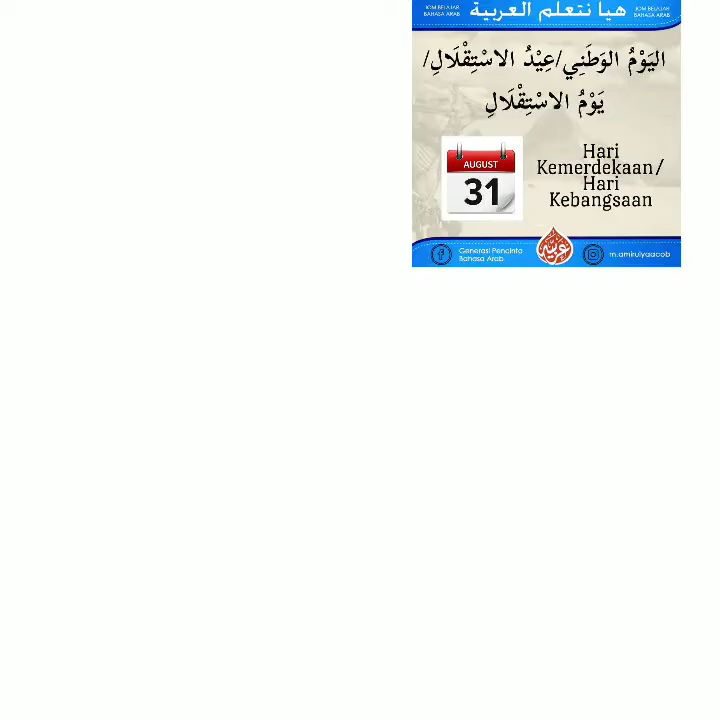 JOM BELAJAR
BAHASA ARAB
هيا نتعلم العربية
JOM BELAJAR
BAHASA ARAB
اليَوْمُ الوَطَنِي/عِيْدُ الاسْتِقْلَالِ/
يَوْمُ الاسْتِقْلَالِ
AUGUST
31
Hari
Kemerdekaan/
Hari
Kebangsaan
Generasi Pencinta
Bahasa Arab
عربية
m.amirulyaacob